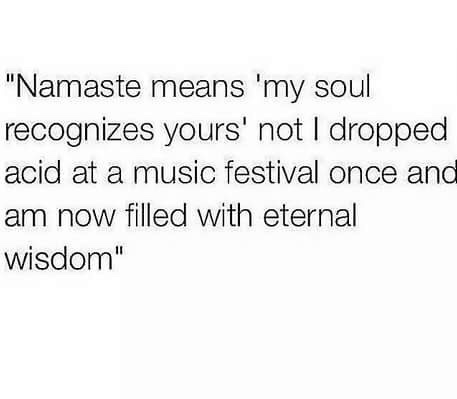 "Namaste means 'my soul
recognizes yours' not I dropped
acid at a music festival once and
am now filled with eternal
wisdom"